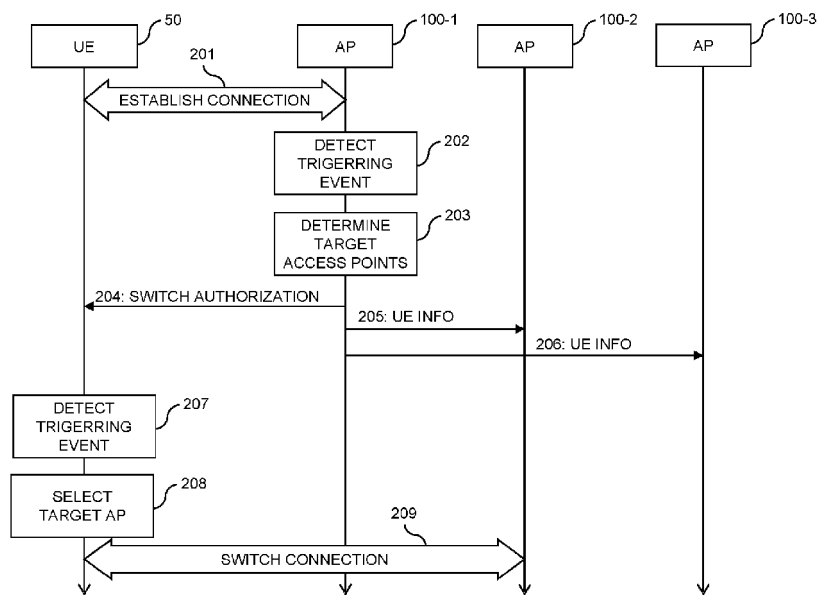 50
100-1
100-2
100-3
UE
AP
AP
AP
201
ESTABLISH CONNECTION
202
DETECT
TRIGERRING
EVENT
203
DETERMINE
TARGET
ACCESS POINTS
204: SWITCH AUTHORIZATION
205: UE INFO
206: UE INFO
207
DETECT
TRIGERRING
EVENT
208
SELECT
TARGET AP
209
SWITCH CONNECTION